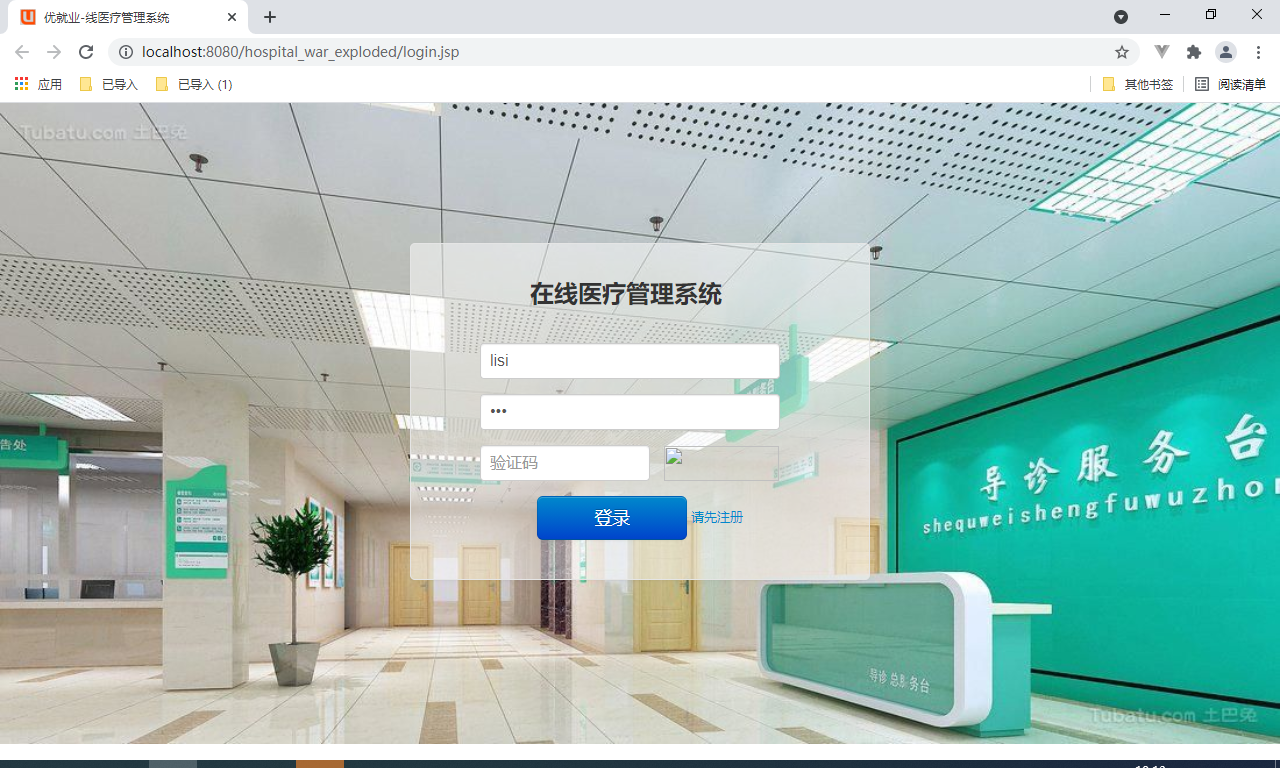 优就业-线医疗管理系统
localhost:8080/hospital_war_exploded/login.jsp
应用 已导入 已导入 (1) 其他书签 阅读清单
Tubatu.com 土巴兔
在线医疗管理系统
lisi
•••
验证码
登录 请先注册
告处
导诊服务台
shequweishengfuwuzhon
导诊 总服务台
Tubatu.com 土巴兔